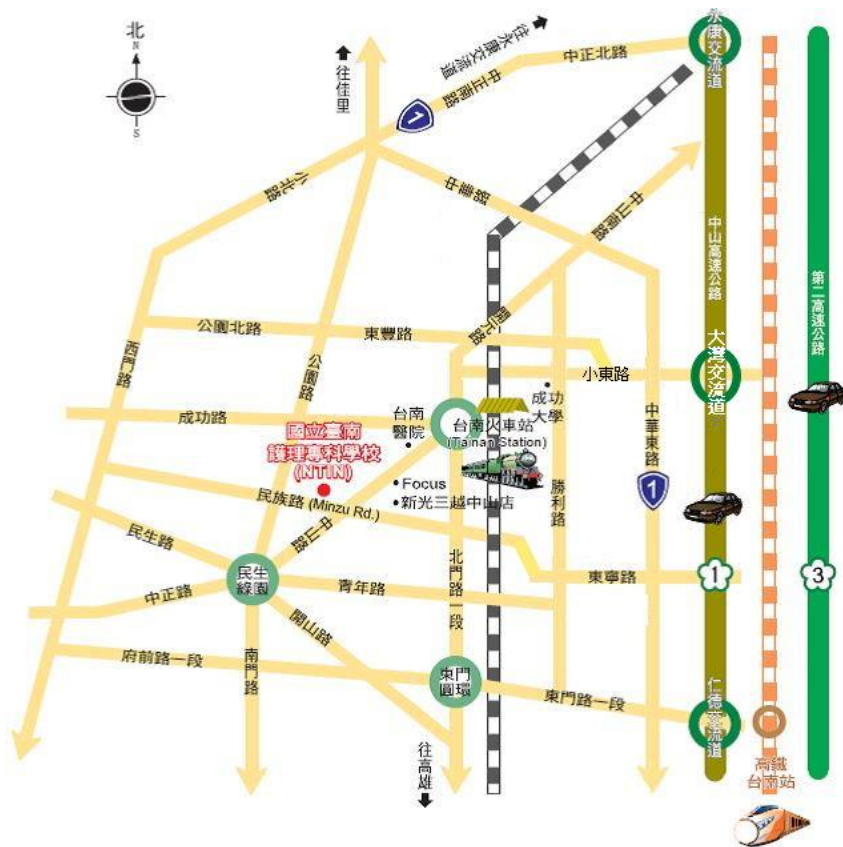 北
N
S
往佳里
往永康交流道
中正北路
中正南路
1
永康交流道
小北路
中華路
中山南路
中山高速公路
第二高速公路
公園北路
東豐路
開元路
西門路
公園路
小東路
大灣交流道
成功路
台南
醫院
台南火車站
(Tainan Station)
成功
大學
中華東路
國立臺南
護理專科學校
(NTIN)
Focus
新光三越中山店
民族路 (Minzu Rd.)
勝利路
1
中山路
民生路
民生
綠園
北門路一段
東寧路
1
3
中正路
青年路
開山路
府前路一段
南門路
東門
圓環
東門路一段
仁德交流道
往高雄
高鐵
台南站